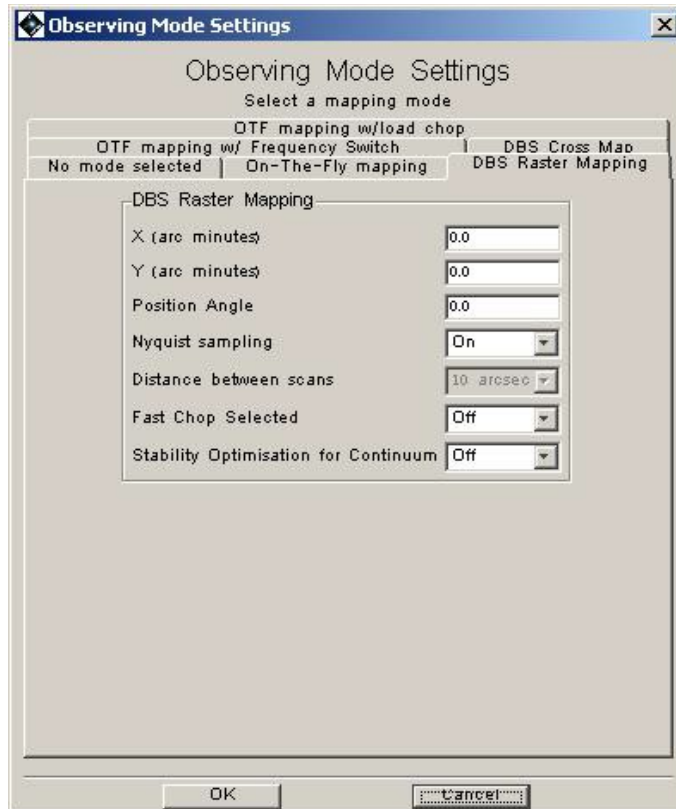 Observing Mode Settings
Observing Mode Settings
Select a mapping mode
OTF mapping w/load chop
OTF mapping w/ Frequency Switch DBS Cross Map
No mode selected On-The-Fly mapping DBS Raster Mapping
DBS Raster Mapping
X (arc minutes) 0.0
Y (arc minutes) 0.0
Position Angle 0.0
Nyquist sampling On
Distance between scans 10 arcsec
Fast Chop Selected Off
Stability Optimisation for Continuum Off
OK Cancel